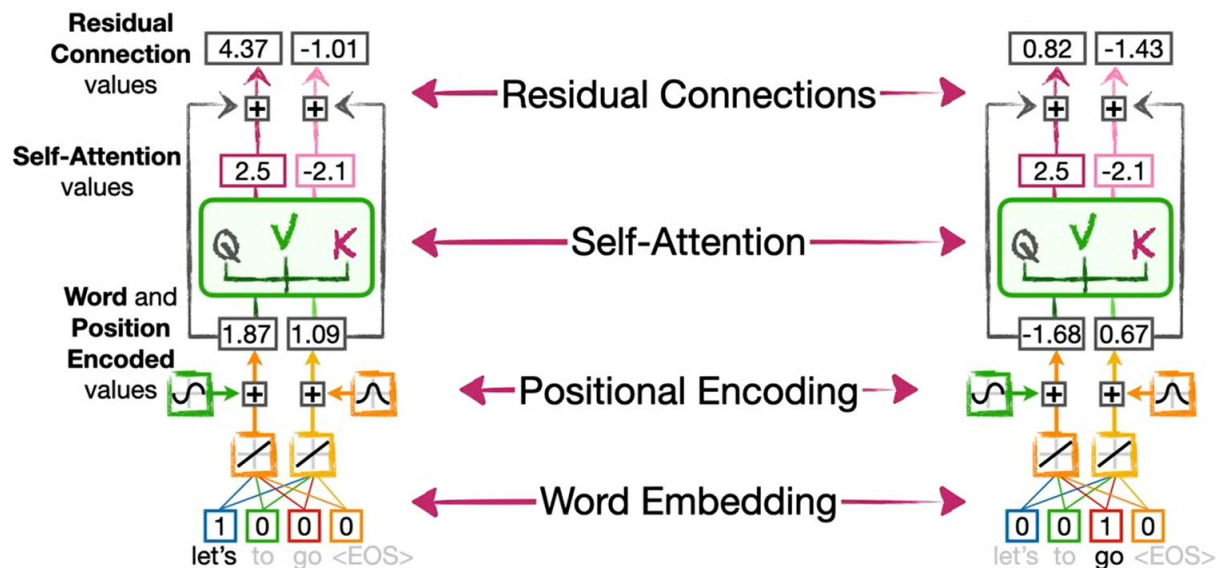 Residual
Connection
values
4.37 -1.01
+ +
Self-Attention
values
2.5 -2.1
Q V K
Word and
Position
Encoded
values
1.87 1.09
+ +
1 0 0 0
let's to go <EOS>
Residual Connections
Self-Attention
Positional Encoding
Word Embedding
0.82 -1.43
+ +
2.5 -2.1
Q V K
-1.68 0.67
+ +
0 0 1 0
let's to go <EOS>